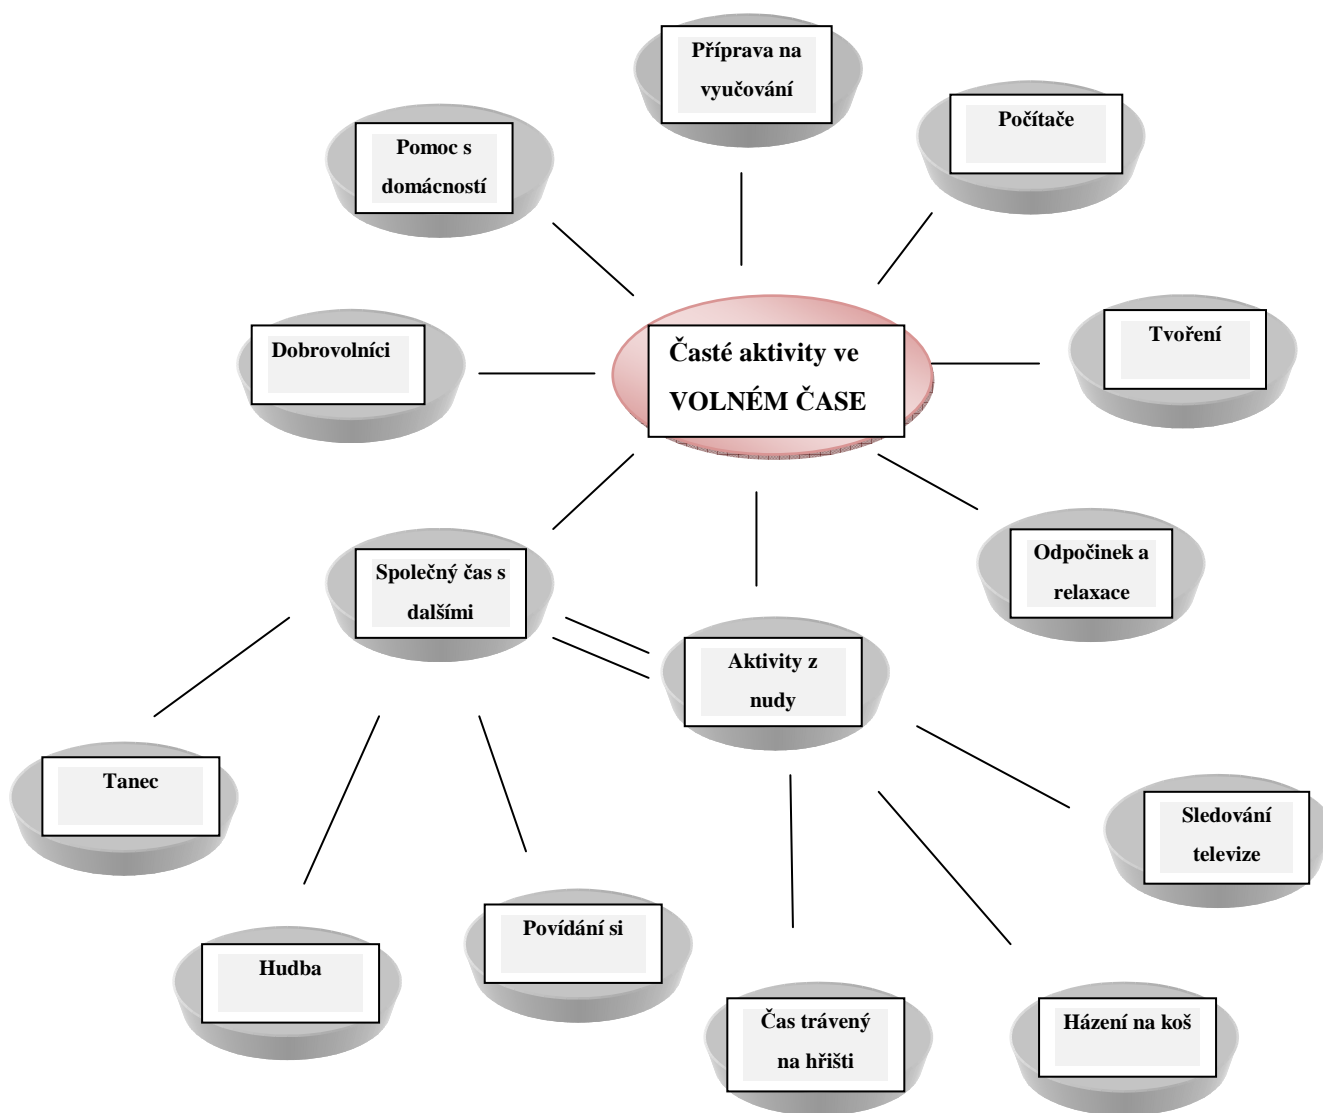 Příprava na
vyučování
Počítače
Pomoc s
domácností
Tvoření
Dobrovolníci
Časté aktivity ve
VOLNÉM ČASE
Odpočinek a
relaxace
Společný čas s
dalšími
Aktivity z
nudy
Tanec
Sledování
televize
Povídání si
Hudba
Čas trávený
na hřišti
Házení na koš